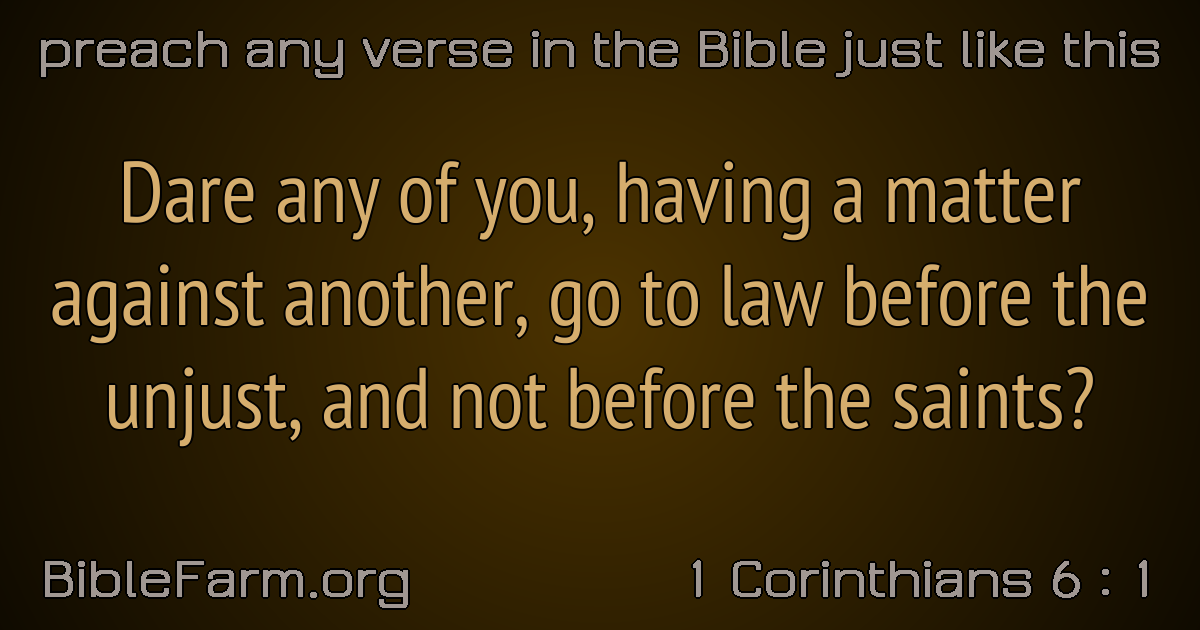 preach any verse in the Bible just like this
Dare any of you, having a matter
against another, go to law before the
unjust, and not before the saints?
BibleFarm.org
1 Corinthians 6 : 1